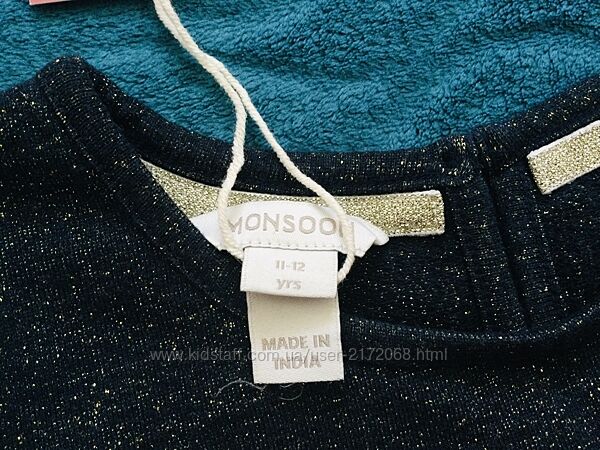 MONSOON
11-12
yrs
MADE IN
INDIA
www.kidstaff.com.ua/user-2172068.html